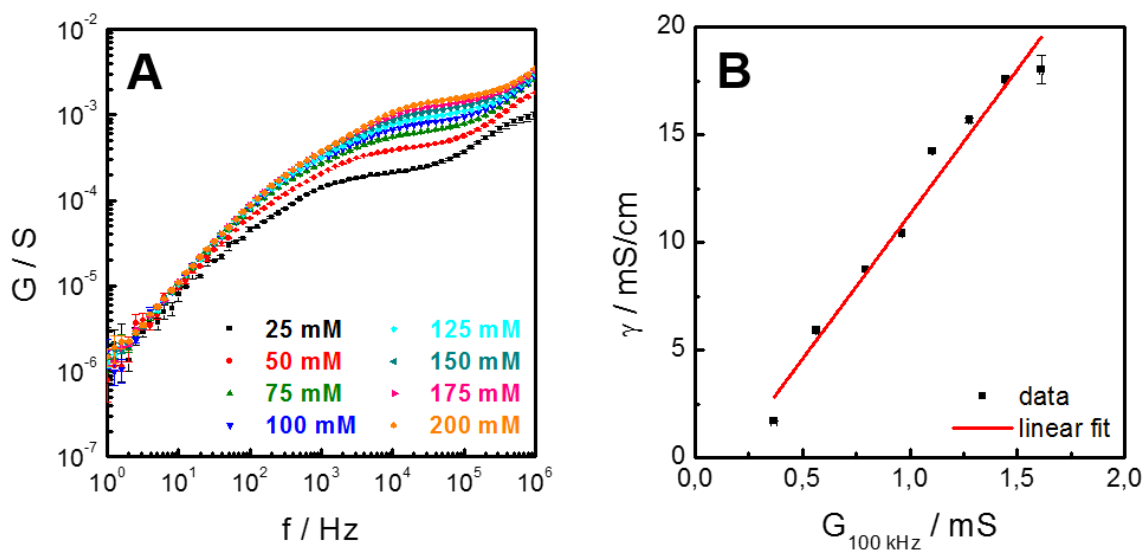 A
G / S
10^-2
10^-3
10^-4
10^-5
10^-6
10^-7
25 mM
50 mM
75 mM
100 mM
125 mM
150 mM
175 mM
200 mM
10^0 10^1 10^2 10^3 10^4 10^5 10^6
f / Hz
B
γ / mS/cm
20
15
10
5
0
data
linear fit
0,0 0,5 1,0 1,5 2,0
G_100 kHz / mS